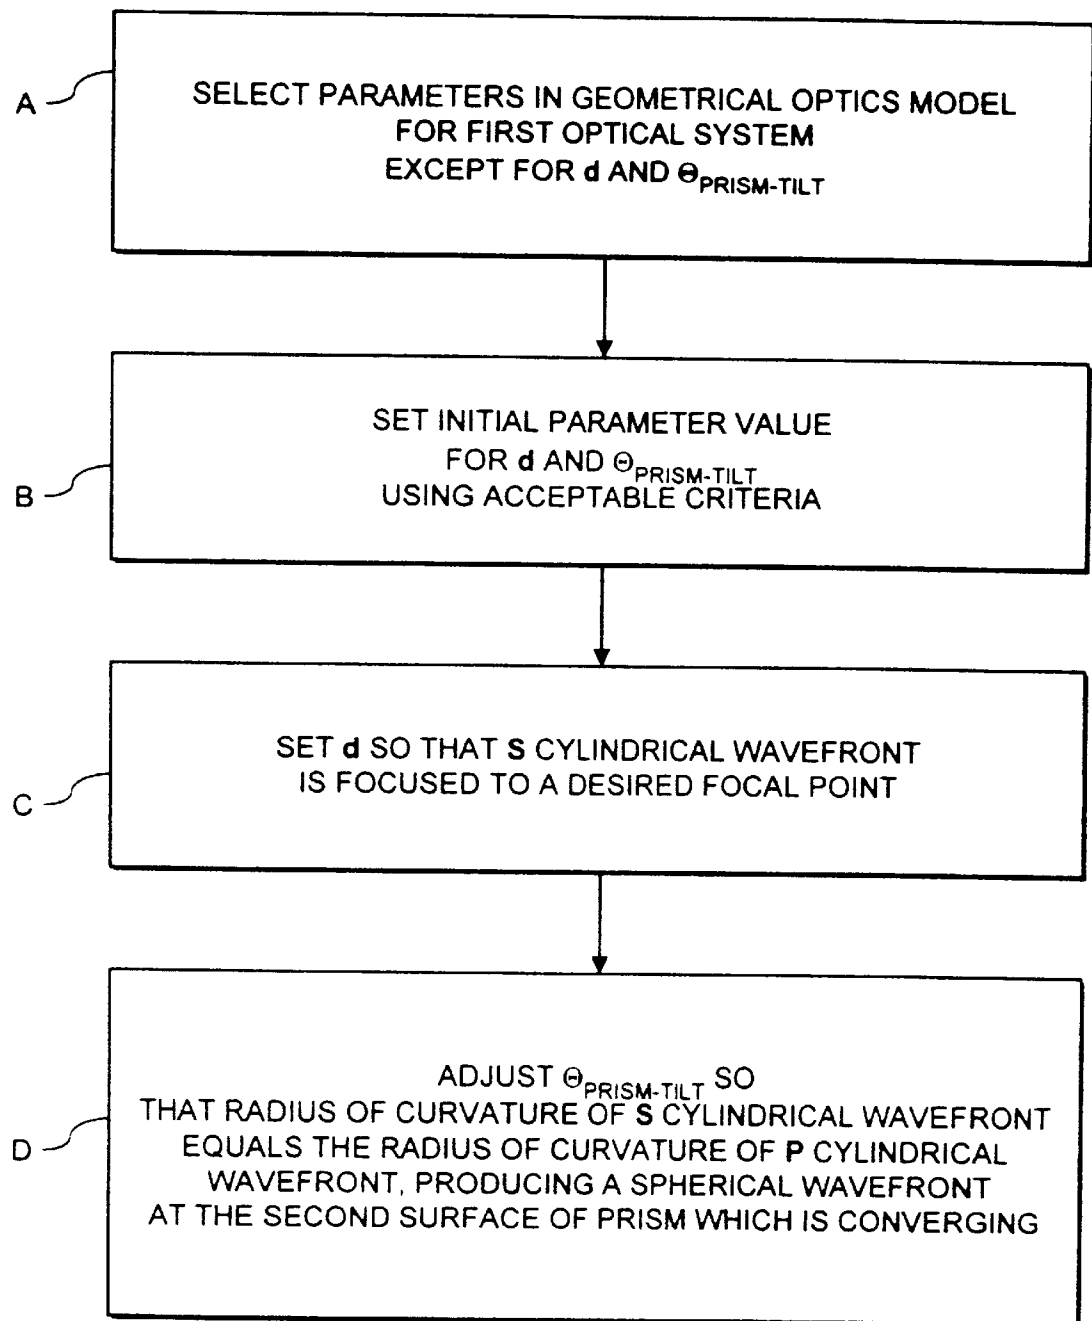 A
SELECT PARAMETERS IN GEOMETRICAL OPTICS MODEL
FOR FIRST OPTICAL SYSTEM
EXCEPT FOR d AND ΘPRISM-TILT
B
SET INITIAL PARAMETER VALUE
FOR d AND ΘPRISM-TILT
USING ACCEPTABLE CRITERIA
C
SET d SO THAT S CYLINDRICAL WAVEFRONT
IS FOCUSED TO A DESIRED FOCAL POINT
D
ADJUST ΘPRISM-TILT SO
THAT RADIUS OF CURVATURE OF S CYLINDRICAL WAVEFRONT
EQUALS THE RADIUS OF CURVATURE OF P CYLINDRICAL
WAVEFRONT, PRODUCING A SPHERICAL WAVEFRONT
AT THE SECOND SURFACE OF PRISM WHICH IS CONVERGING